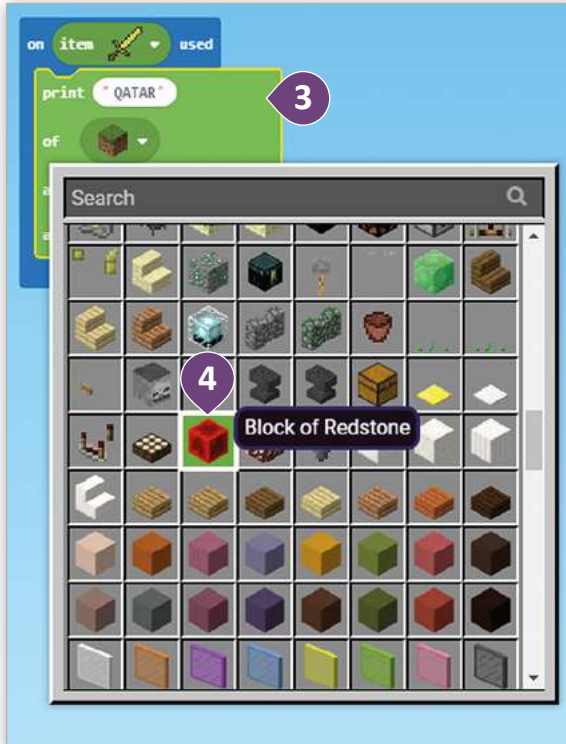 on item used
print "QATAR"
3
of
a
Search
a
4
Block of Redstone